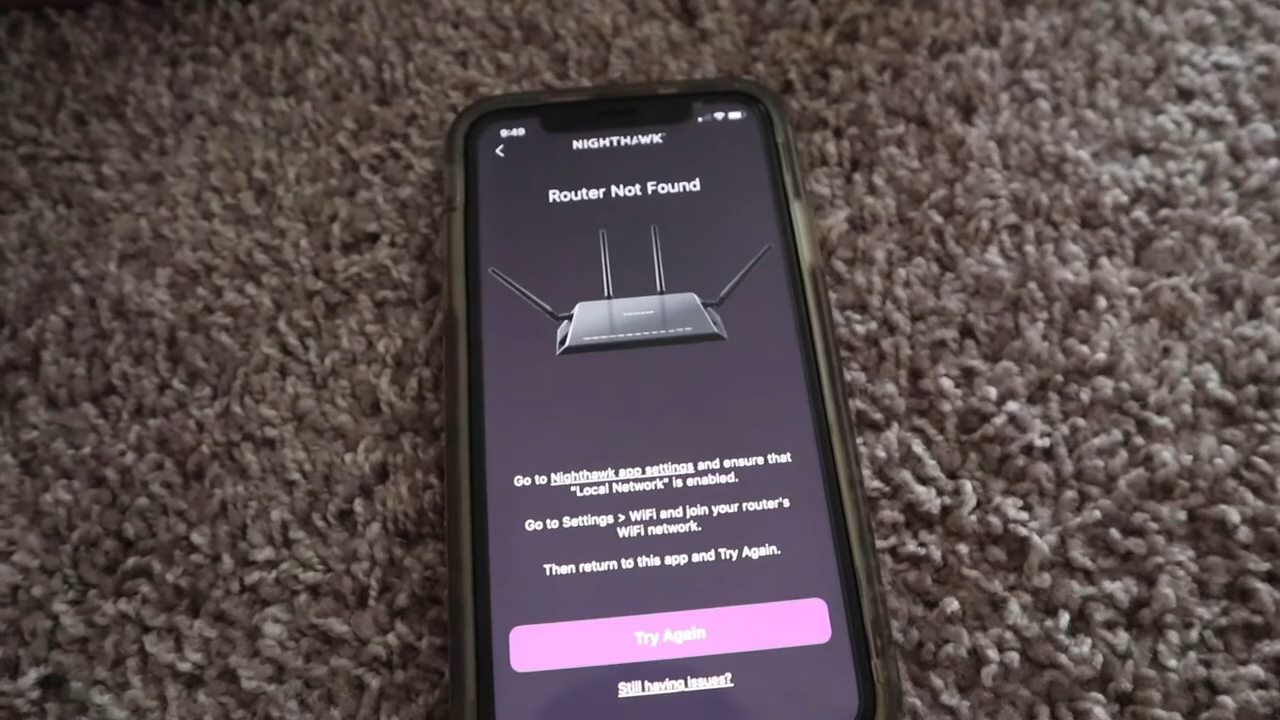 9:49
NIGHTHAWK
Router Not Found
Go to Nighthawk app settings and ensure that
"Local Network" is enabled.
Go to Settings > WiFi and join your router's
WiFi network.
Then return to this app and Try Again.
Try Again
Still having issues?